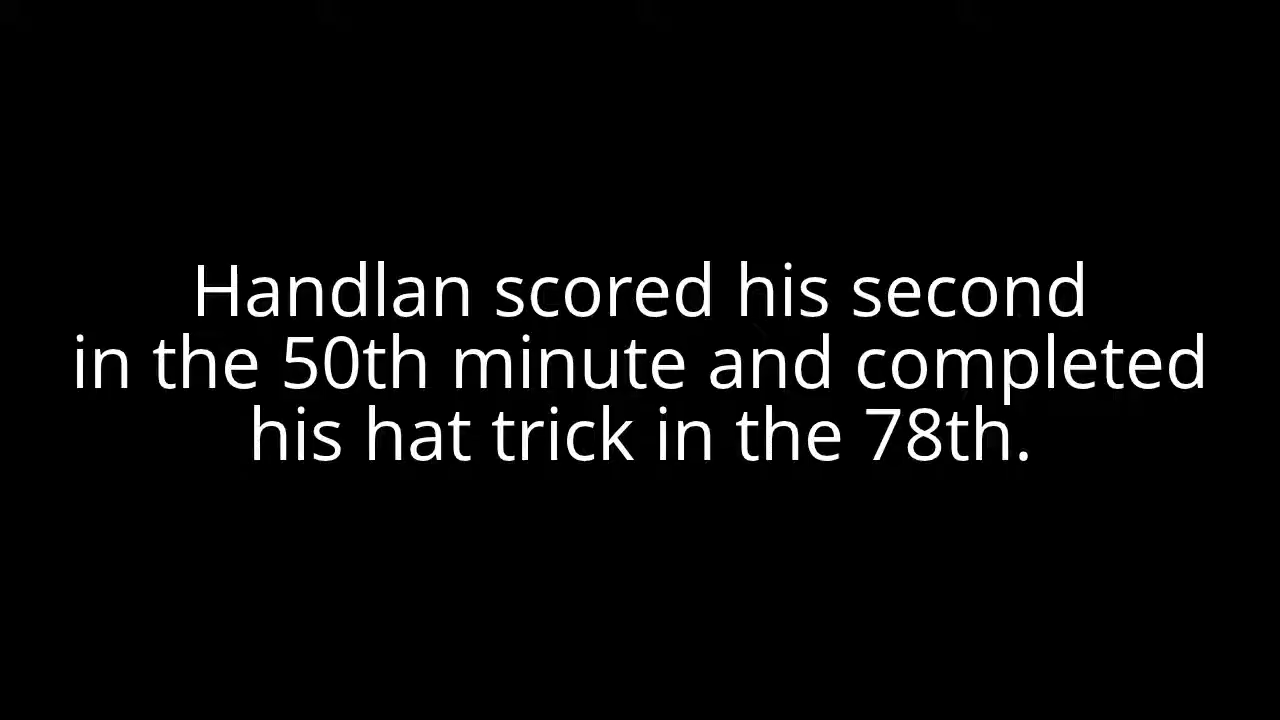 Handlan scored his second
in the 50th minute and completed
his hat trick in the 78th.